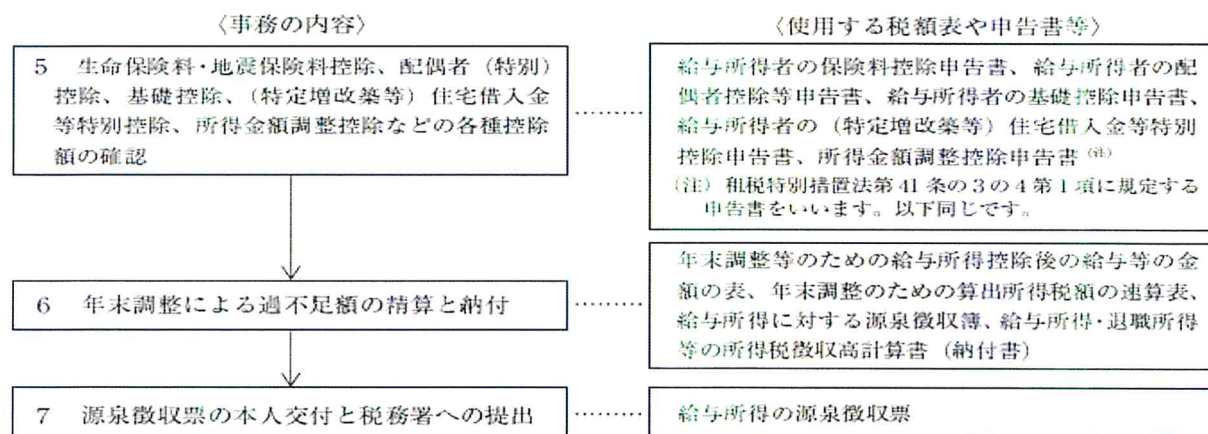 〈事務の内容〉
〈使用する税額表や申告書等〉
5 生命保険料・地震保険料控除、配偶者(特別)
控除、基礎控除、(特定増改築等)住宅借入金
等特別控除、所得金額調整控除などの各種控除
額の確認
給与所得者の保険料控除申告書、給与所得者の配
偶者控除等申告書、給与所得者の基礎控除申告書、
給与所得者の(特定増改築等)住宅借入金等特別
控除申告書、所得金額調整控除申告書(注)
(注)租税特別措置法第41条の3の4第1項に規定する
申告書をいいます。以下同じです。
6 年末調整による過不足額の精算と納付
年末調整等のための給与所得控除後の給与等の金
額の表、年末調整のための算出所得税額の速算表、
給与所得に対する源泉徴収簿、給与所得・退職所得
等の所得税徴収高計算書(納付書)
7 源泉徴収票の本人交付と税務署への提出
給与所得の源泉徴収票